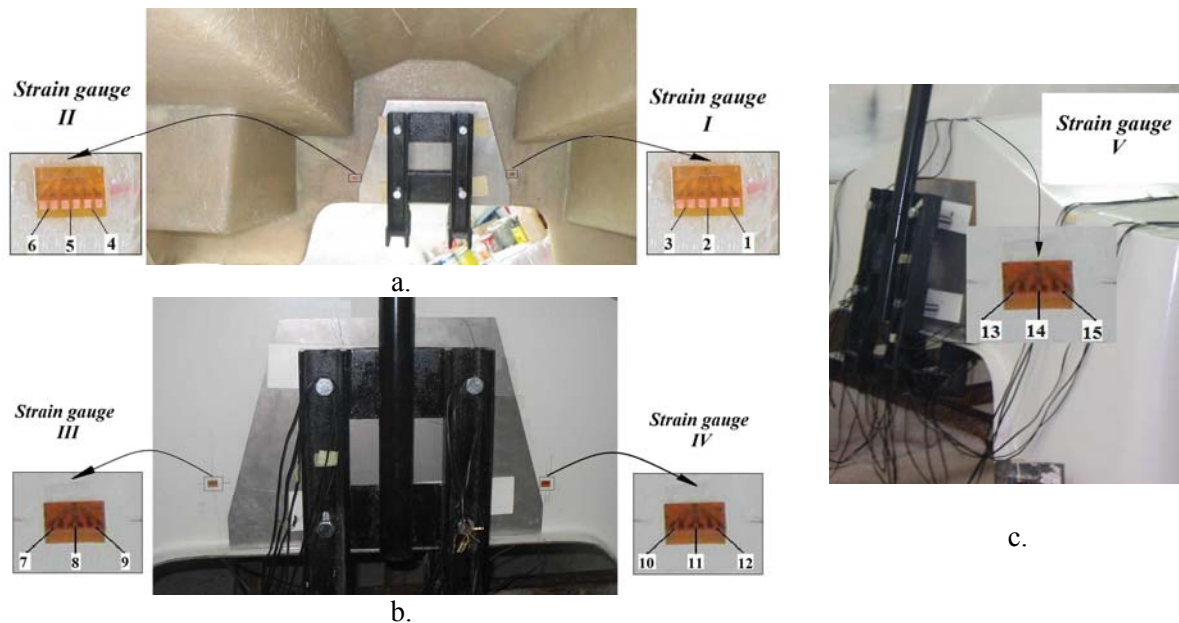 Strain gauge
II
6 5 4
Strain gauge
I
3 2 1
a.
Strain gauge
III
7 8 9
Strain gauge
IV
10 11 12
b.
Strain gauge
V
13 14 15
c.